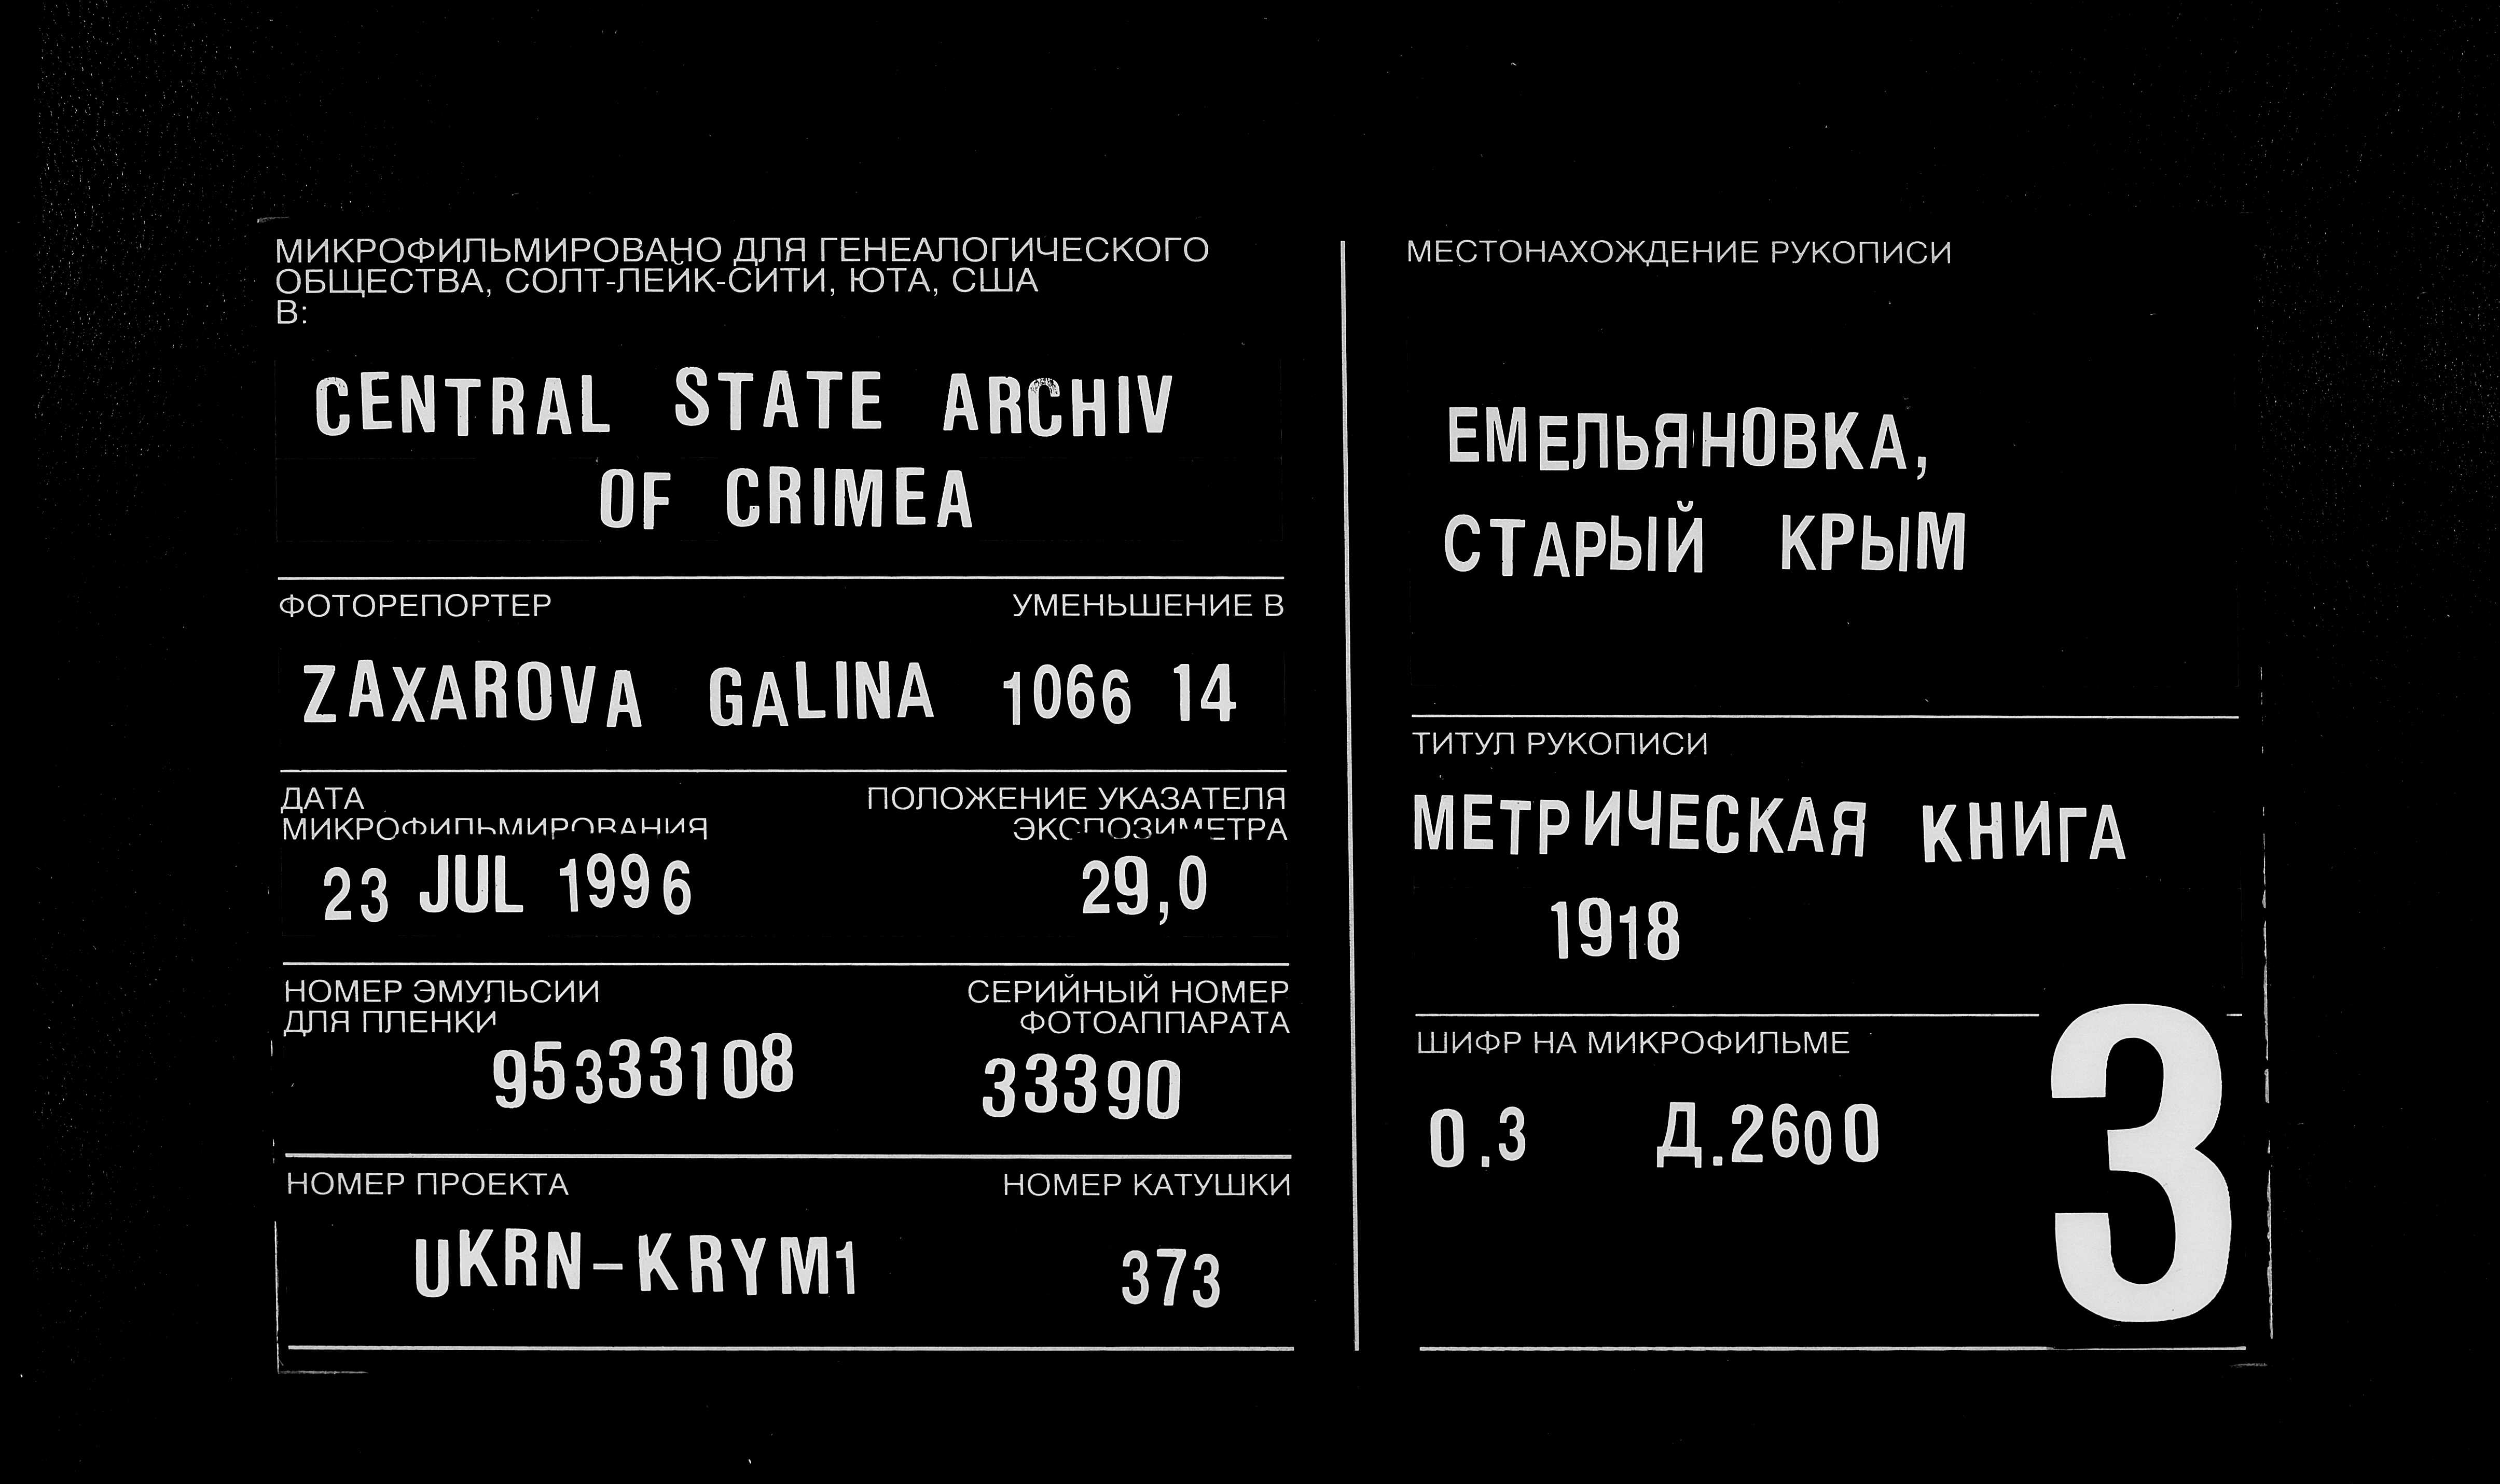 МИКРОФИЛЬМИРОВАНО ДЛЯ ГЕНЕАЛОГИЧЕСКОГО
ОБЩЕСТВА, СОЛТ-ЛЕЙК-СИТИ, ЮТА, США
В:
CENTRAL STATE ARCHIV
OF CRIMEA
ФОТОРЕПОРТЕР УМЕНЬШЕНИЕ В
ZAXAROVA GALINA 1066 14
ДАТА ПОЛОЖЕНИЕ УКАЗАТЕЛЯ
МИКРОФИЛЬМИРОВАНИЯ ЭКСПОЗИМЕТРА
23 JUL 1996 29,0
НОМЕР ЭМУЛЬСИИ СЕРИЙНЫЙ НОМЕР
ДЛЯ ПЛЕНКИ ФОТОАППАРАТА
95333108 33390
НОМЕР ПРОЕКТА НОМЕР КАТУШКИ
UKRN-KRYM1 373
МЕСТОНАХОЖДЕНИЕ РУКОПИСИ
ЕМЕЛЬЯНОВКА,
СТАРЫЙ КРЫМ
ТИТУЛ РУКОПИСИ
МЕТРИЧЕСКАЯ КНИГА
1918
ШИФР НА МИКРОФИЛЬМЕ
О.3 Д.2600
3